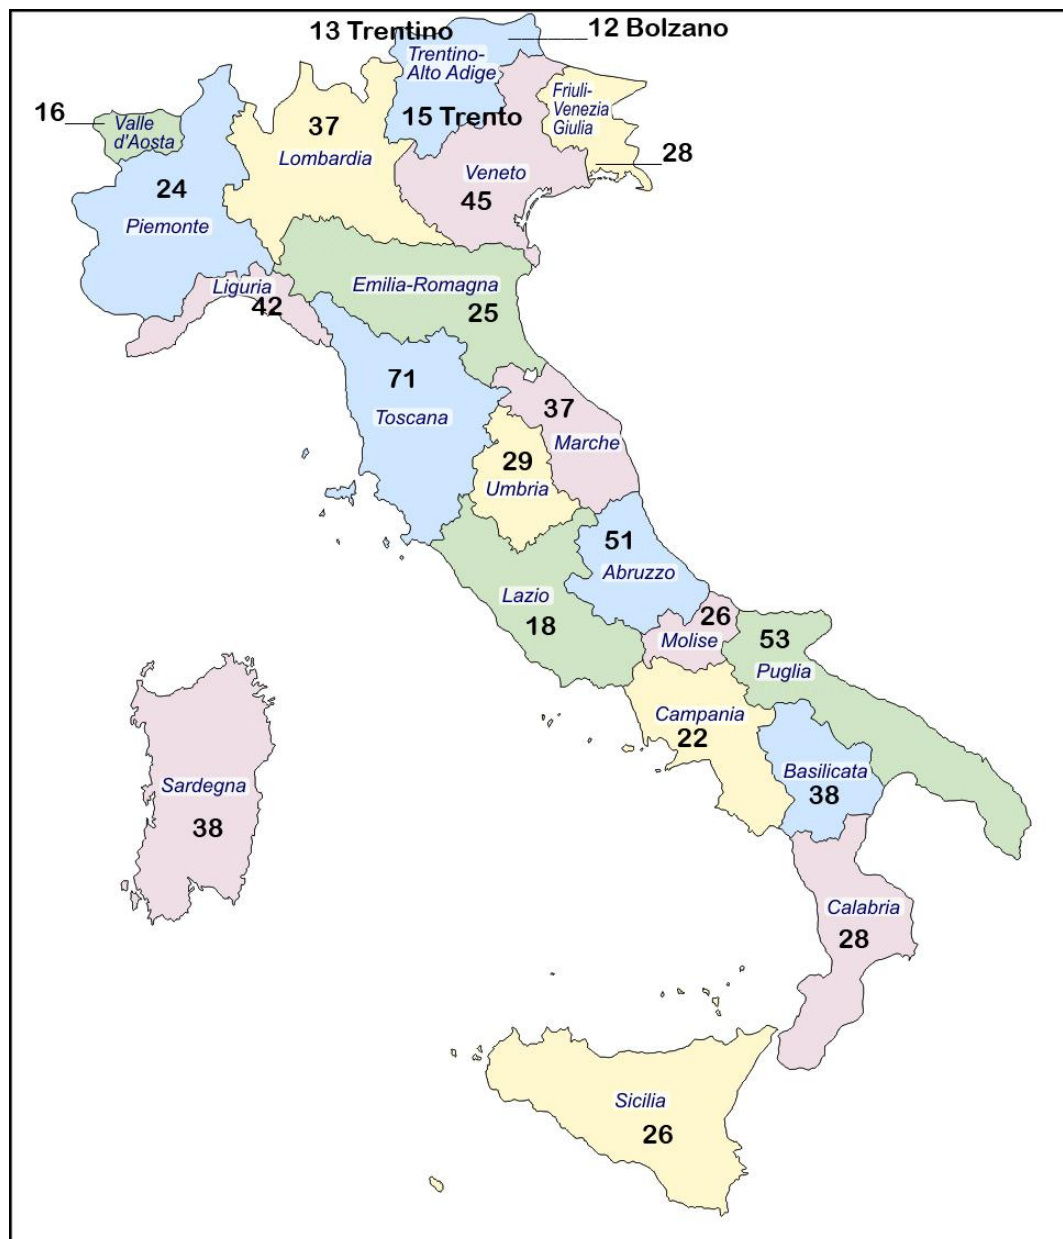 13 Trentino
12 Bolzano
Trentino-
Alto Adige
15 Trento
Friuli-
Venezia
Giulia
28
16
Valle
d'Aosta
37
Lombardia
Veneto
45
24
Piemonte
Liguria
42
Emilia-Romagna
25
71
Toscana
37
Marche
29
Umbria
51
Abruzzo
Lazio
18
26
Molise
53
Puglia
Campania
22
Basilicata
38
Sardegna
38
Calabria
28
Sicilia
26